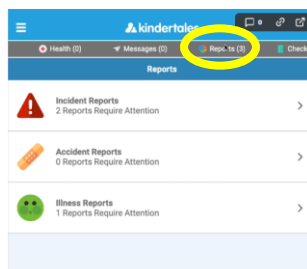 kindertales
Health (0) Messages (0) Reports (3) Check
Reports
Incident Reports
2 Reports Require Attention
Accident Reports
0 Reports Require Attention
Illness Reports
1 Reports Require Attention